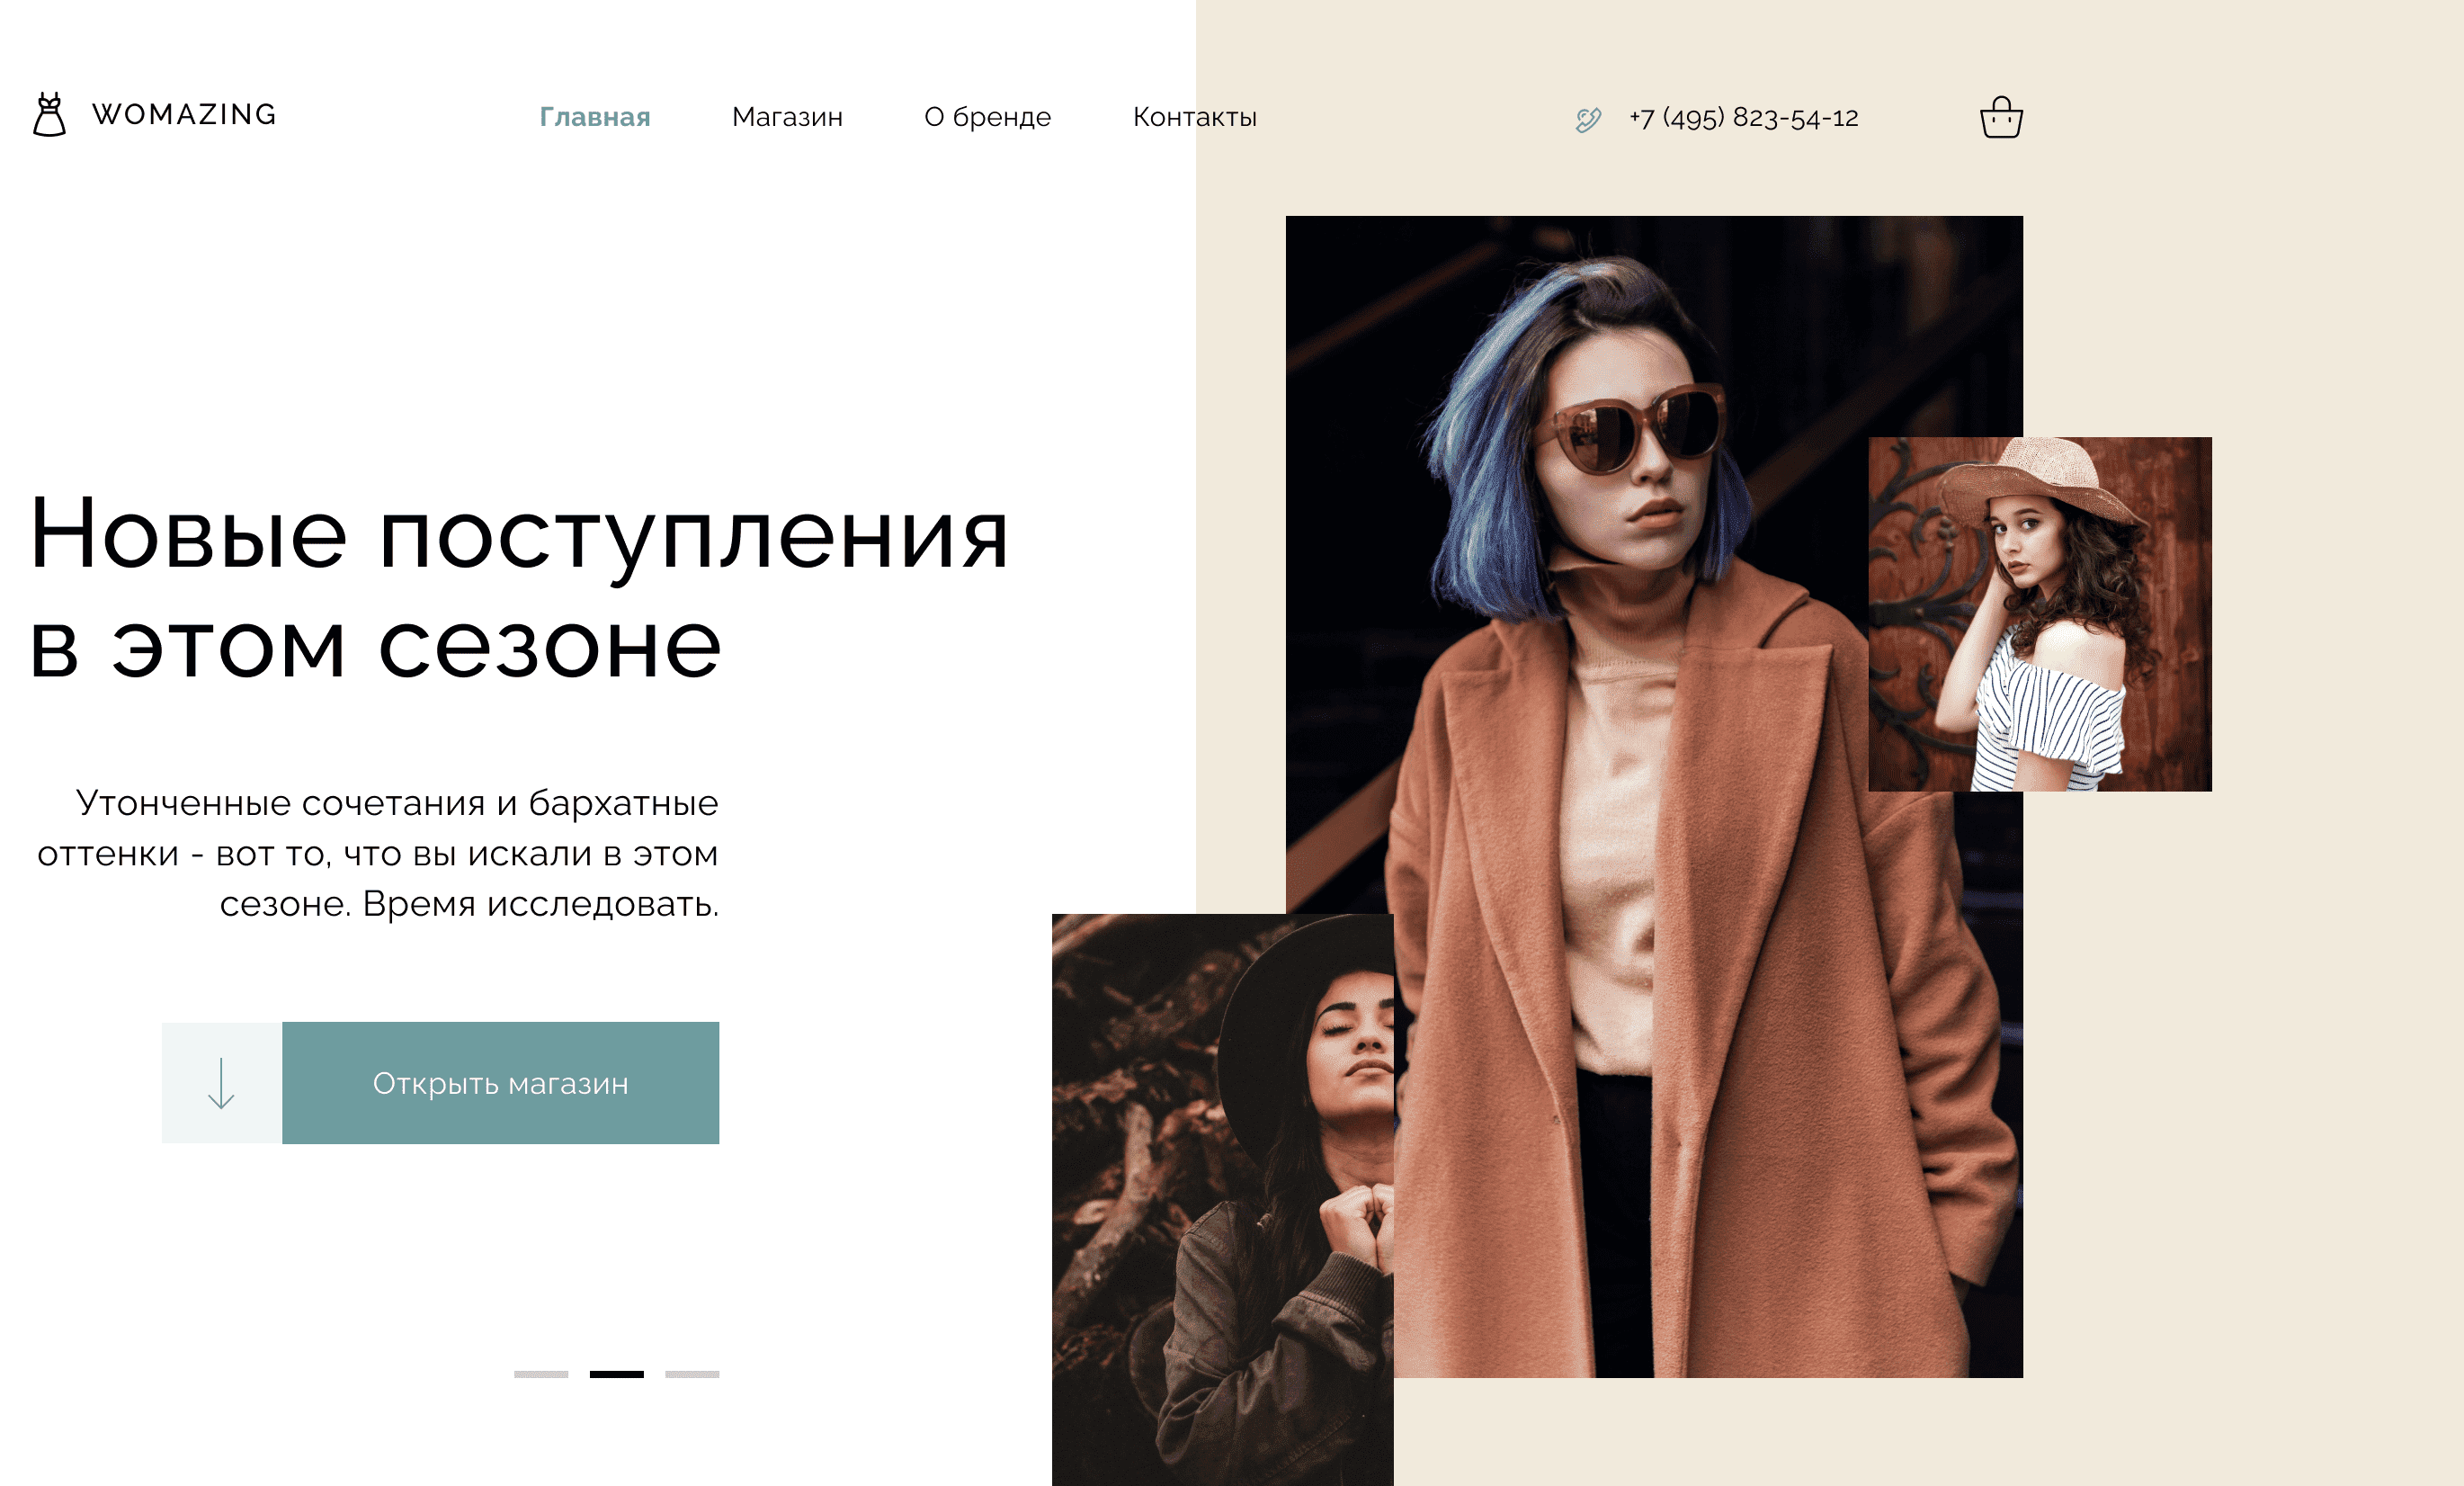 WOMAZING
Главная
Магазин
О бренде
Контакты
+7 (495) 823-54-12
Новые поступления
в этом сезоне
Утонченные сочетания и бархатные
оттенки - вот то, что вы искали в этом
сезоне. Время исследовать.
Открыть магазин